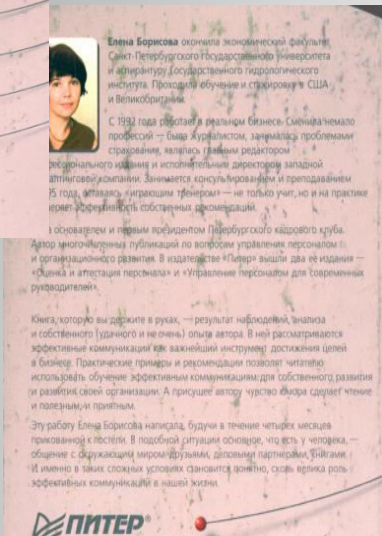 Елена Борисова окончила экономический факультет
Санкт-Петербургского государственного университета
и аспирантуру Государственного гидрологического
института. Проходила обучение и стажировку в США
и Великобритании.
С 1992 года работает в реальном бизнесе. Сменила немало
профессий — была журналистом, занималась проблемами
страхования, являлась главным редактором
рессионального издания и исполнительным директором западной
салтинговой компании. Занимается консультированием и преподаванием
95 года, оставаясь «играющим тренером» — не только учит, но и на практике
веряет эффективность собственных рекомендаций.
а основателем и первым президентом Петербургского кадрового клуба.
Автор многочисленных публикаций по вопросам управления персоналом
и организационного развития. В издательстве «Питер» вышли два ее издания —
«Оценка и аттестация персонала» и «Управление персоналом для современных
руководителей».
Книга, которую вы держите в руках, — результат наблюдений, анализа
и собственного (удачного и не очень) опыта автора. В ней рассматриваются
эффективные коммуникации как важнейший инструмент достижения целей
в бизнесе. Практические примеры и рекомендации позволят читателю
использовать обучение эффективным коммуникациям для собственного развития
и развития своей организации. А присущее автору чувство юмора сделает чтение
и полезным, и приятным.
Эту работу Елена Борисова написала, будучи в течение четырех месяцев
прикованной к постели. В подобной ситуации основное, что есть у человека, —
общение с окружающим миром: друзьями, деловыми партнерами, книгами.
И именно в таких сложных условиях становится понятно, сколь велика роль
эффективных коммуникаций в нашей жизни.
ПИТЕР®